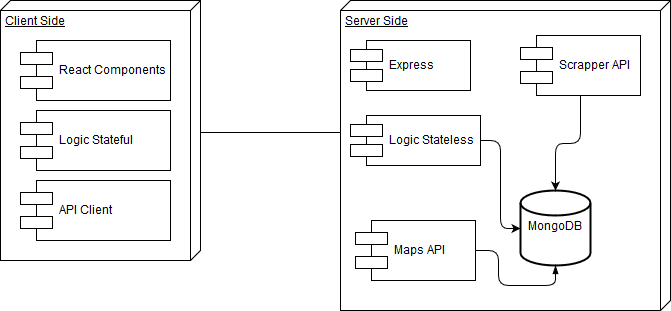 Client Side
React Components
Logic Stateful
API Client
Server Side
Express
Scrapper API
Logic Stateless
MongoDB
Maps API